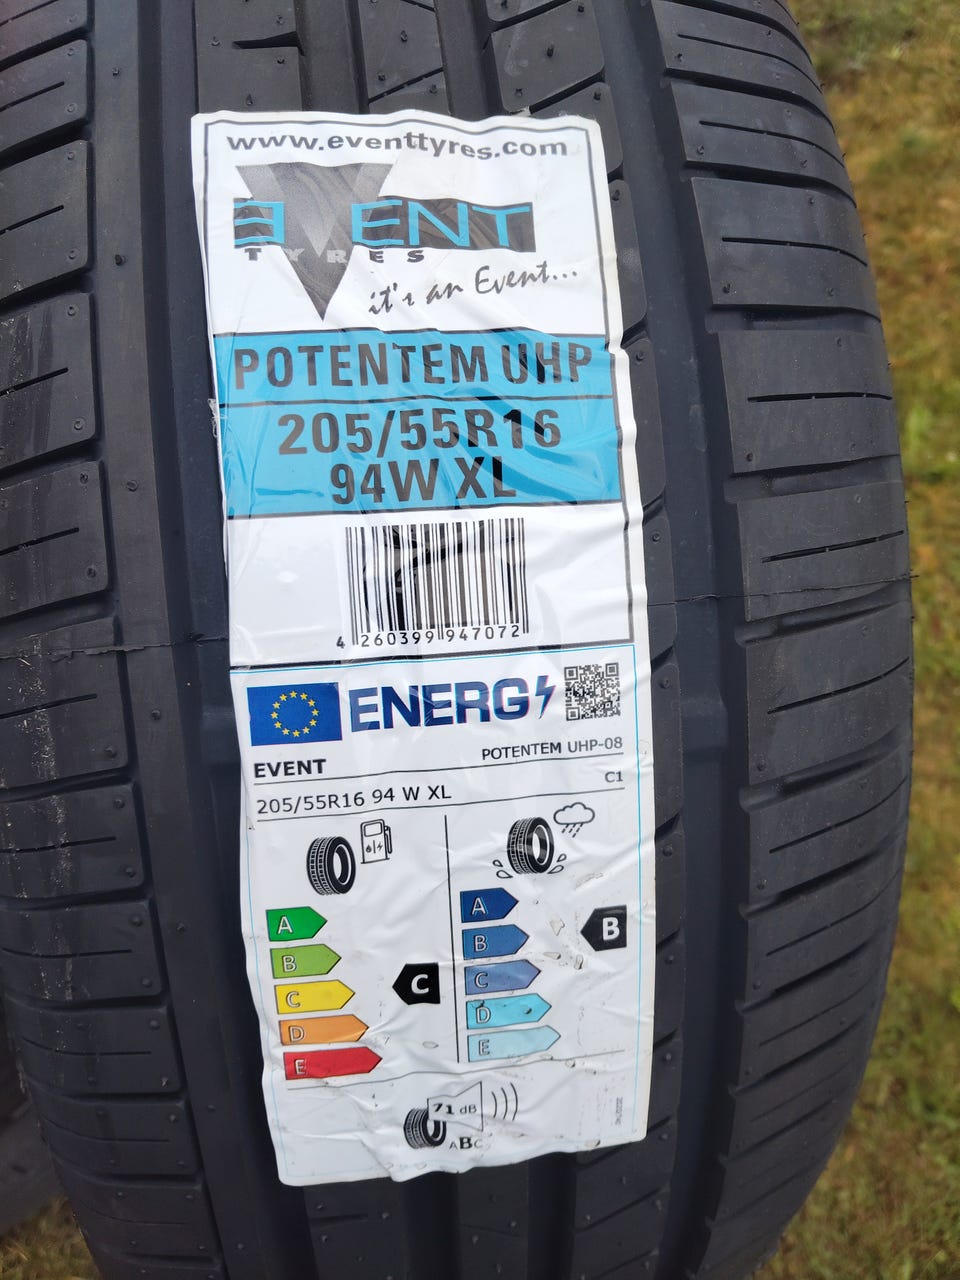 www.eventtyres.com
EVENT
TYRES
it's an Event...
POTENTEM UHP
205/55R16
94W XL
4 260399 947072
ENERG
EVENT
POTENTEM UHP-08
205/55R16 94 W XL
C1
A
B
C
D
E
C
A
B
C
D
E
B
71 dB
ABC